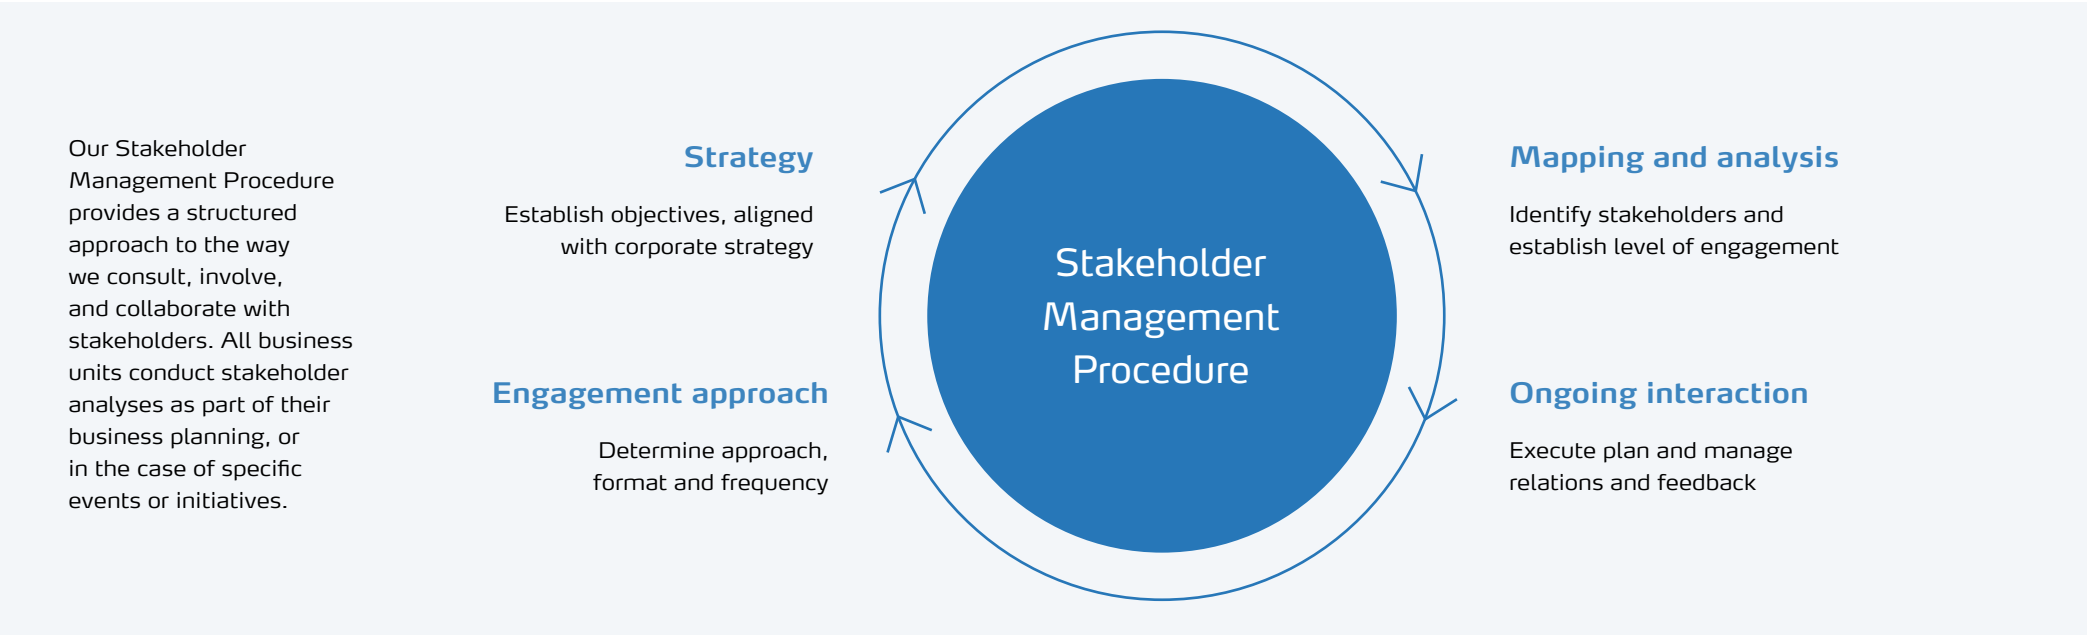 Our Stakeholder
Management Procedure
provides a structured
approach to the way
we consult, involve,
and collaborate with
stakeholders. All business
units conduct stakeholder
analyses as part of their
business planning, or
in the case of specific
events or initiatives.
Strategy
Establish objectives, aligned
with corporate strategy
Engagement approach
Determine approach,
format and frequency
Stakeholder
Management
Procedure
Mapping and analysis
Identify stakeholders and
establish level of engagement
Ongoing interaction
Execute plan and manage
relations and feedback